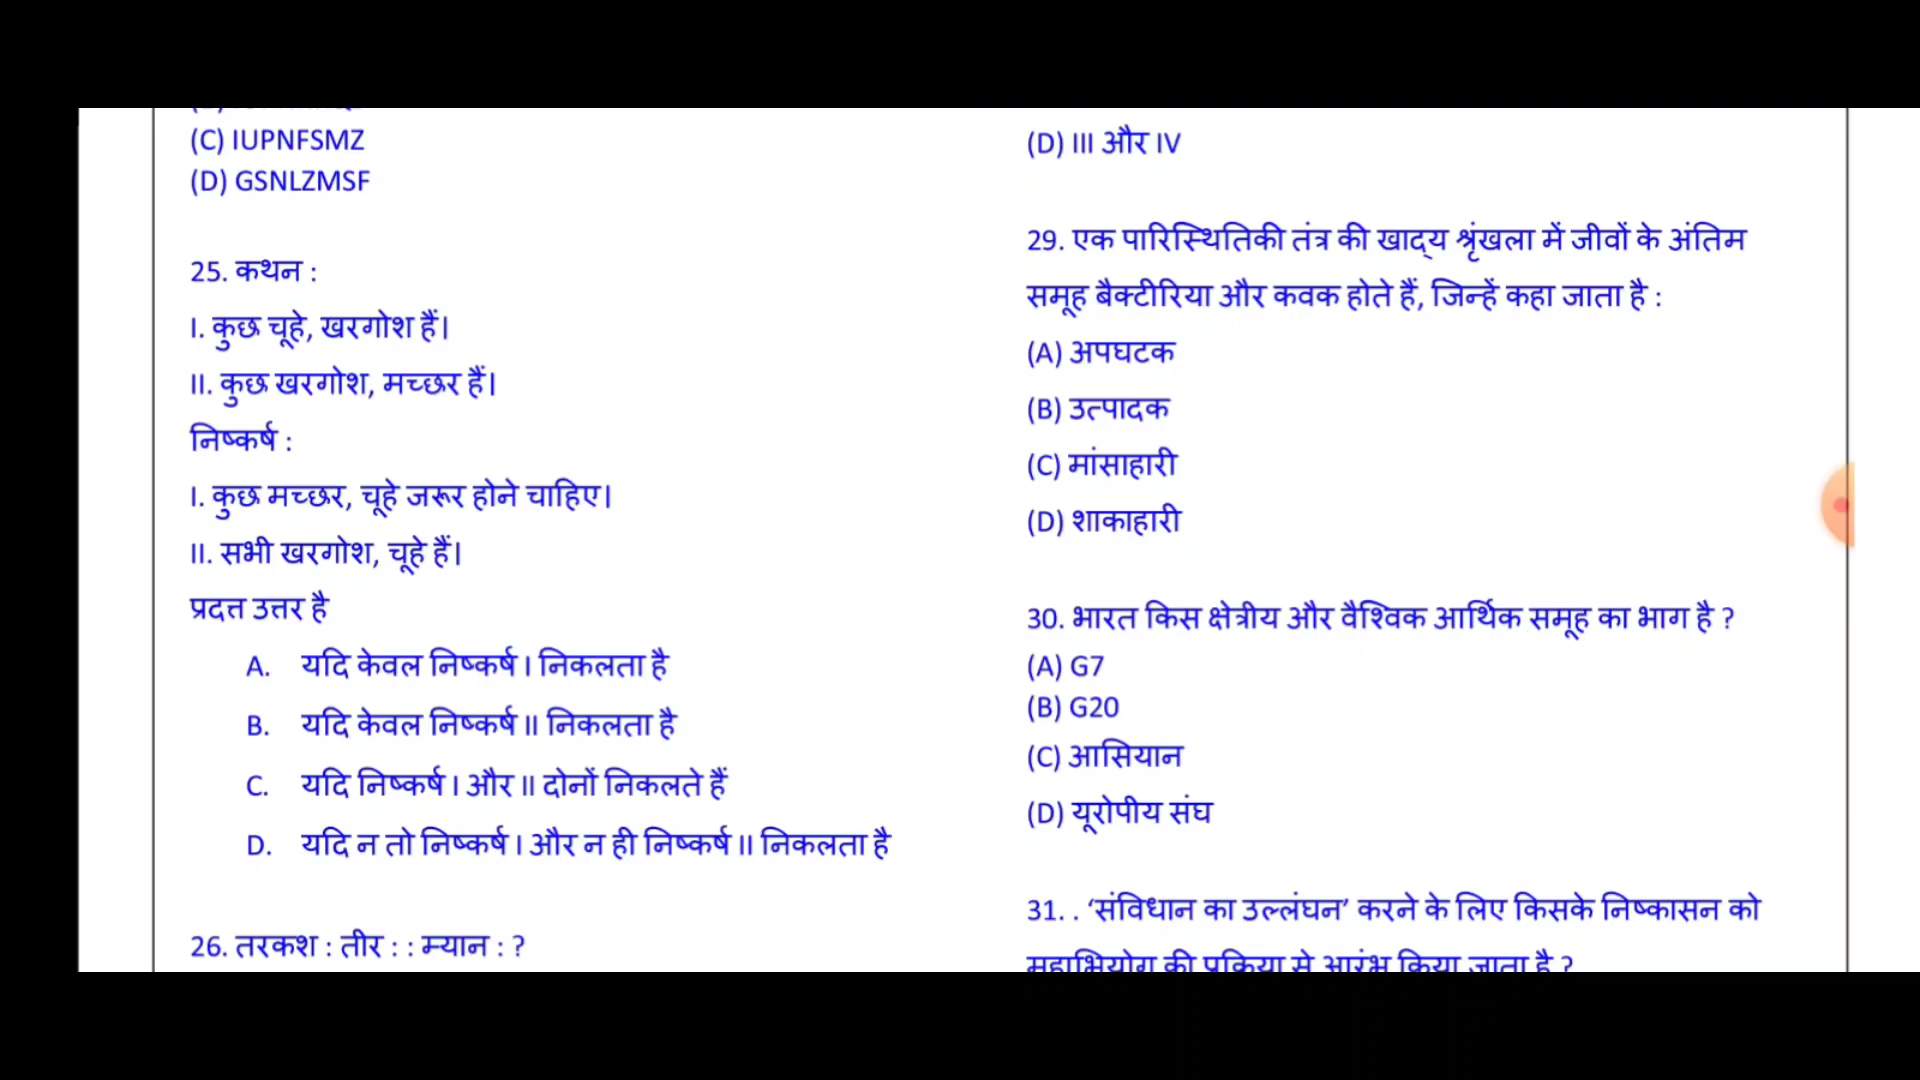 (C) IUPNFSMZ
(D) GSNLZMSF
25. कथन :
I. कुछ चूहे, खरगोश हैं।
II. कुछ खरगोश, मच्छर हैं।
निष्कर्ष :
I. कुछ मच्छर, चूहे जरूर होने चाहिए।
II. सभी खरगोश, चूहे हैं।
प्रदत्त उत्तर है
A. यदि केवल निष्कर्ष I निकलता है
B. यदि केवल निष्कर्ष II निकलता है
C. यदि निष्कर्ष I और II दोनों निकलते हैं
D. यदि न तो निष्कर्ष I और न ही निष्कर्ष II निकलता है
26. तरकश : तीर : : म्यान : ?
(D) III और IV
29. एक पारिस्थितिकी तंत्र की खाद्य श्रृंखला में जीवों के अंतिम
समूह बैक्टीरिया और कवक होते हैं, जिन्हें कहा जाता है :
(A) अपघटक
(B) उत्पादक
(C) मांसाहारी
(D) शाकाहारी
30. भारत किस क्षेत्रीय और वैश्विक आर्थिक समूह का भाग है ?
(A) G7
(B) G20
(C) आसियान
(D) यूरोपीय संघ
31. . ‘संविधान का उल्लंघन’ करने के लिए किसके निष्कासन को
महाभियोग की प्रक्रिया से आरंभ किया जाता है ?